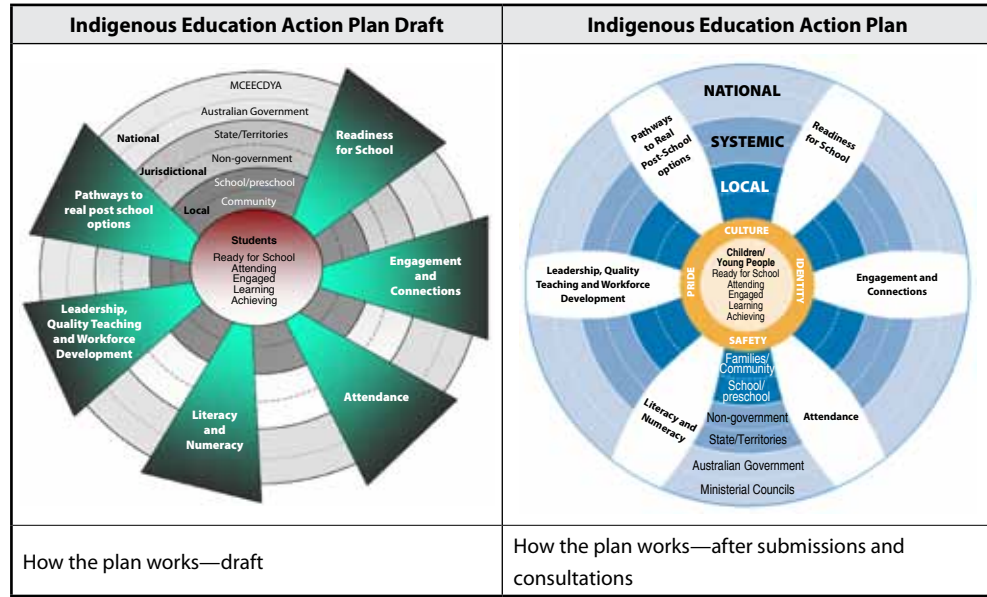 Indigenous Education Action Plan Draft
Indigenous Education Action Plan
MCEECDYA
Australian Government
National
State/Territories
Non-government
Jurisdictional
School/preschool
Local
Community
Readiness
for School
Pathways to
real post school
options
Students
Ready for School
Attending
Engaged
Learning
Achieving
Engagement
and
Connections
Leadership,
Quality Teaching
and Workforce
Development
Attendance
Literacy
and
Numeracy
NATIONAL
SYSTEMIC
LOCAL
Pathways
to Real
Post-School
options
Readiness
for School
CULTURE
PRIDE
IDENTITY
SAFETY
Children/
Young People
Ready for School
Attending
Engaged
Learning
Achieving
Leadership, Quality
Teaching and Workforce
Development
Engagement and
Connections
Families/
Community
School/
preschool
Literacy and
Numeracy
Attendance
Non-government
State/Territories
Australian Government
Ministerial Councils
How the plan works—draft
How the plan works—after submissions and
consultations